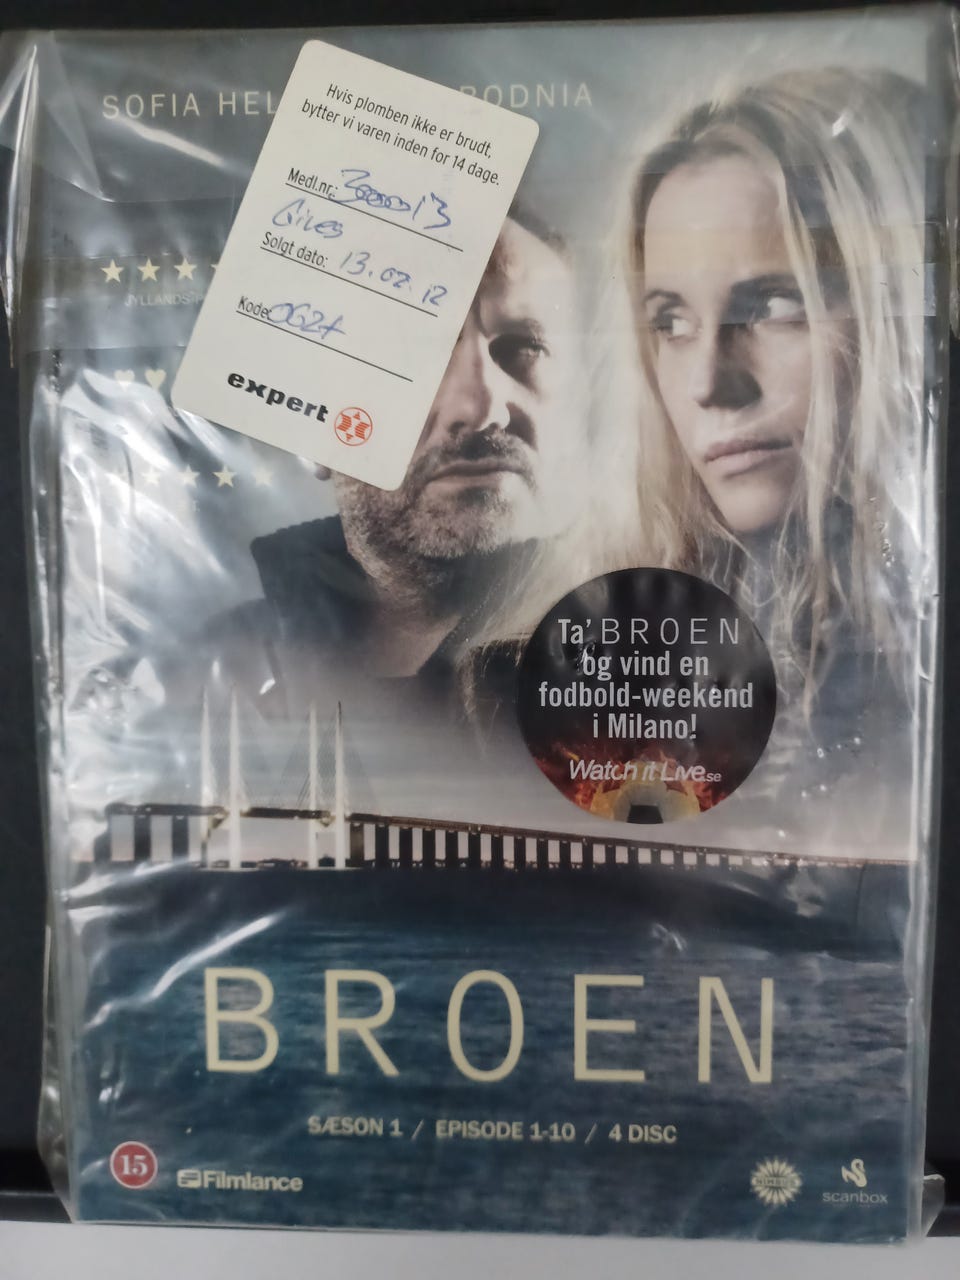 SOFIA HEL
BODNIA
Hvis plomben ikke er brudt,
bytter vi varen inden for 14 dage.
Medl.nr.:
Solgt dato: 13.02.12
Kode
expert
JYLLANDS-P
Ta' BROEN
og vind en
fodbold-weekend
i Milano!
Watch it Live.se
BROEN
SÆSON 1 / EPISODE 1-10 / 4 DISC
15
Filmlance
NIMBUS
scanbox